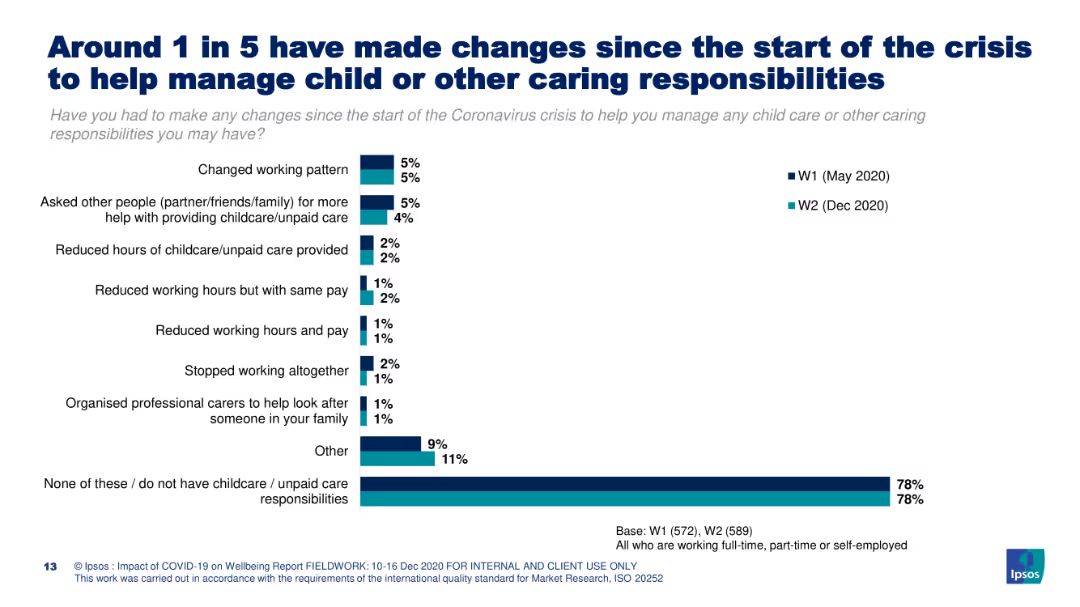 Around 1 in 5 have made changes since the start of the crisis
to help manage child or other caring responsibilities
Have you had to make any changes since the start of the Coronavirus crisis to help you manage any child care or other caring
responsibilities you may have?
W1 (May 2020)
W2 (Dec 2020)
Changed working pattern
5%
5%
Asked other people (partner/friends/family) for more
help with providing childcare/unpaid care
5%
4%
Reduced hours of childcare/unpaid care provided
2%
2%
Reduced working hours but with same pay
1%
2%
Reduced working hours and pay
1%
1%
Stopped working altogether
2%
1%
Organised professional carers to help look after
someone in your family
1%
1%
Other
9%
11%
None of these / do not have childcare / unpaid care
responsibilities
78%
78%
Base: W1 (572), W2 (589)
All who are working full-time, part-time or self-employed
13
© Ipsos : Impact of COVID-19 on Wellbeing Report FIELDWORK: 10-16 Dec 2020 FOR INTERNAL AND CLIENT USE ONLY
This work was carried out in accordance with the requirements of the international quality standard for Market Research, ISO 20252
Ipsos